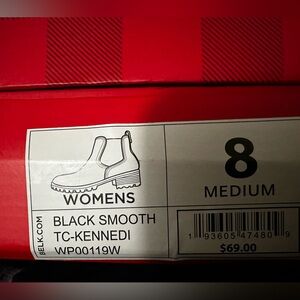 WOMENS
BLACK SMOOTH
TC-KENNEDI
WP00119W
BELK.COM
8
MEDIUM
1 93605 47480 9
$69.00